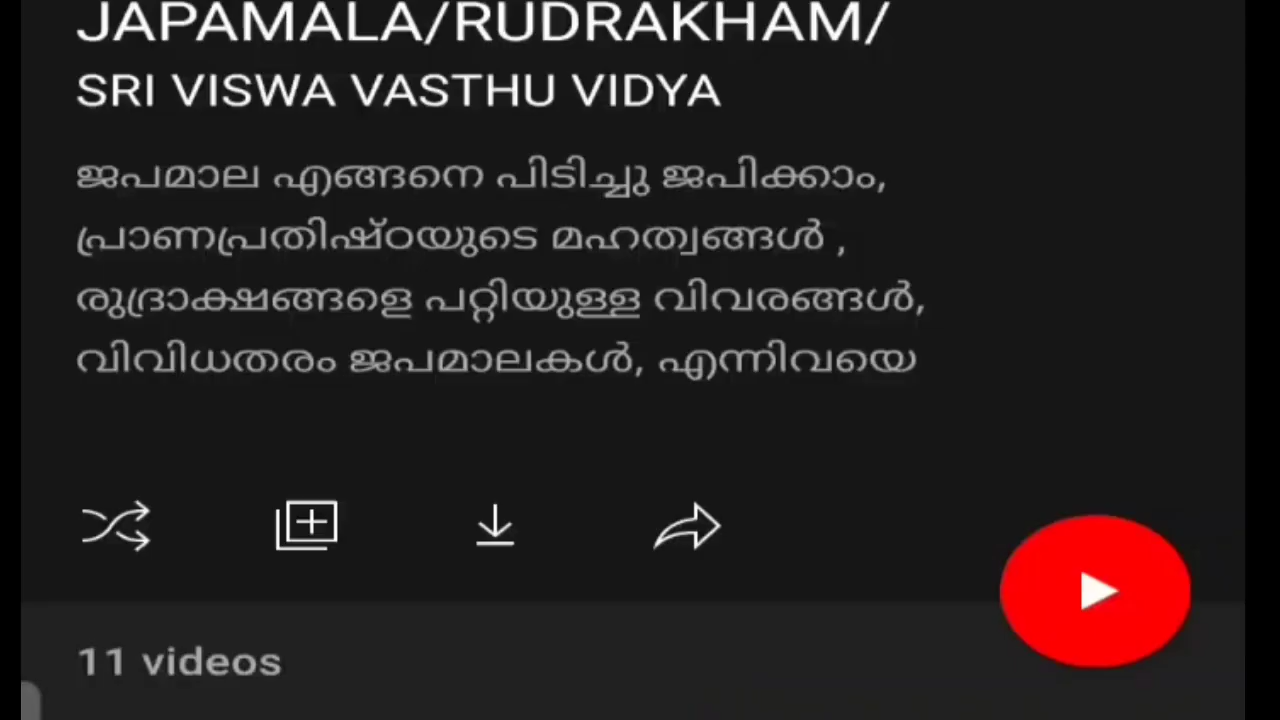 JAPAMALA/RUDRAKHAM/
SRI VISWA VASTHU VIDYA
ജപമാല എങ്ങനെ പിടിച്ചു ജപിക്കാം,
പ്രാണപ്രതിഷ്ഠയുടെ മഹത്വങ്ങൾ ,
രുദ്രാക്ഷങ്ങളെ പറ്റിയുള്ള വിവരങ്ങൾ,
വിവിധതരം ജപമാലകൾ, എന്നിവയെ
11 videos